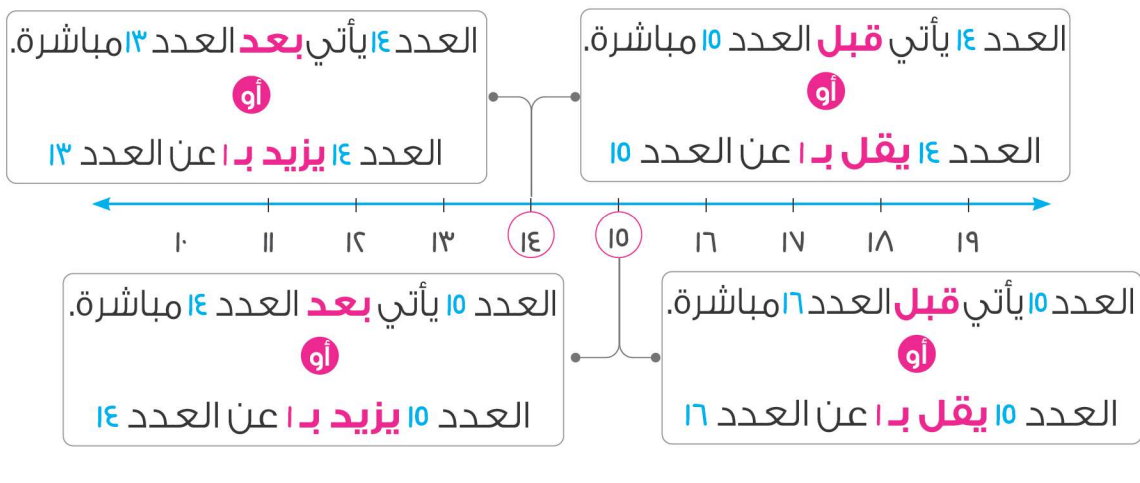 العدد ١٤ يأتي قبل العدد ١٥ مباشرة.
أو
العدد ١٤ يقل بـ ١ عن العدد ١٥
العدد ١٤ يأتي بعد العدد ١٣ مباشرة.
أو
العدد ١٤ يزيد بـ ١ عن العدد ١٣
١٠ ١١ ١٢ ١٣ ١٤ ١٥ ١٦ ١٧ ١٨ ١٩
العدد ١٥ يأتي قبل العدد ١٦ مباشرة.
أو
العدد ١٥ يقل بـ ١ عن العدد ١٦
العدد ١٥ يأتي بعد العدد ١٤ مباشرة.
أو
العدد ١٥ يزيد بـ ١ عن العدد ١٤